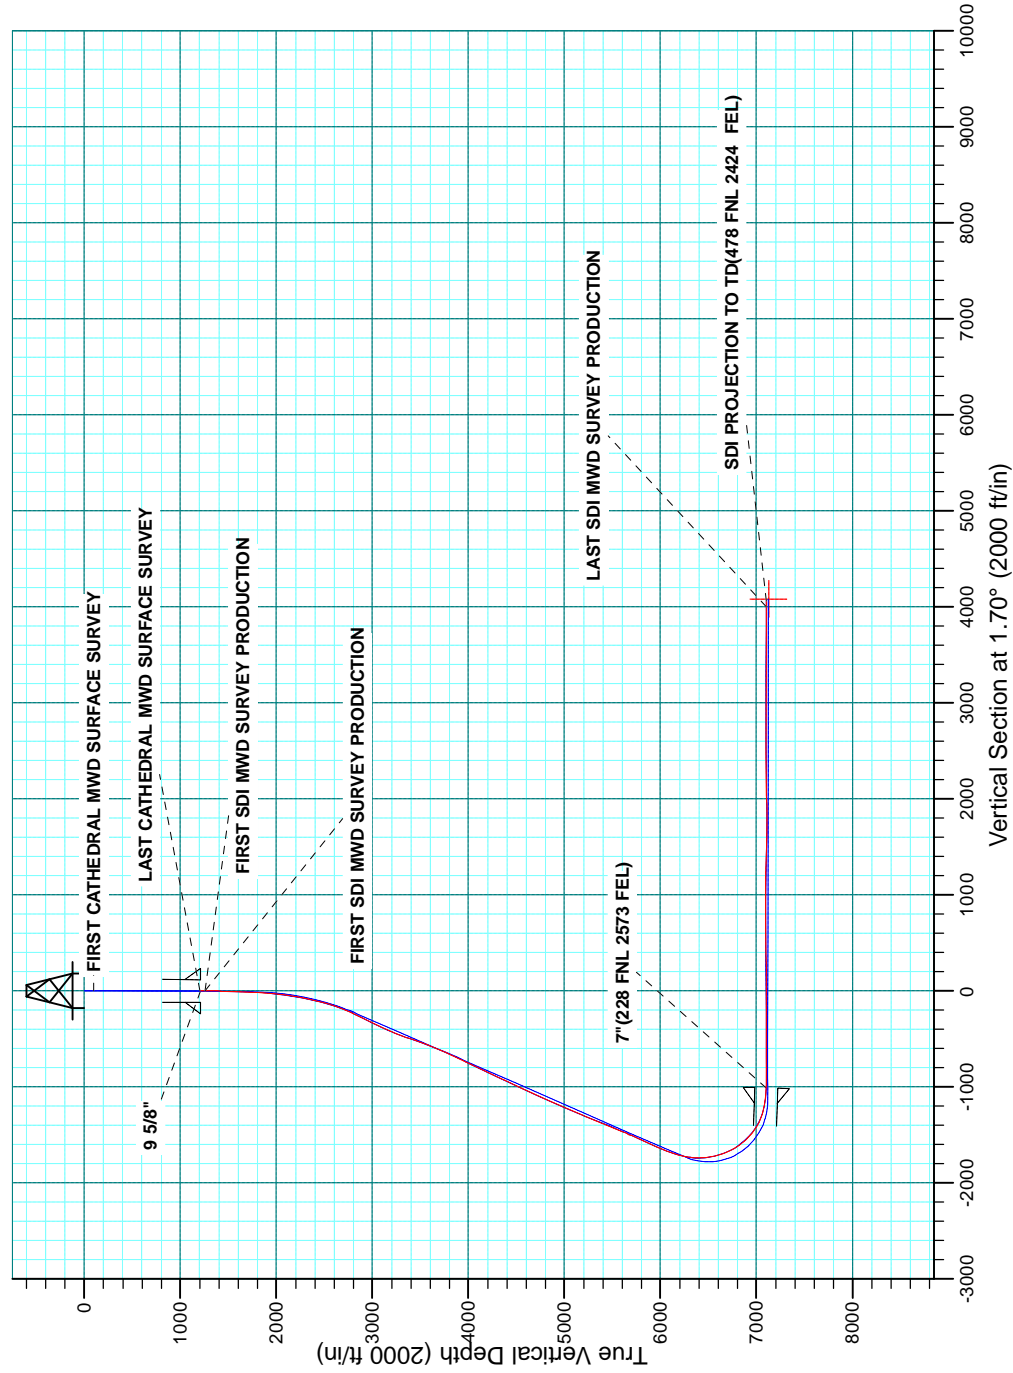 FIRST CATHEDRAL MWD SURFACE SURVEY
LAST CATHEDRAL MWD SURFACE SURVEY
FIRST SDI MWD SURVEY PRODUCTION
FIRST SDI MWD SURVEY PRODUCTION
9 5/8"
7"(228 FNL 2573 FEL)
LAST SDI MWD SURVEY PRODUCTION
SDI PROJECTION TO TD(478 FNL 2424 FEL)
True Vertical Depth (2000 ft/in)
0
1000
2000
3000
4000
5000
6000
7000
8000
-3000
-2000
-1000
0
1000
2000
3000
4000
5000
6000
7000
8000
9000
10000
Vertical Section at 1.70° (2000 ft/in)